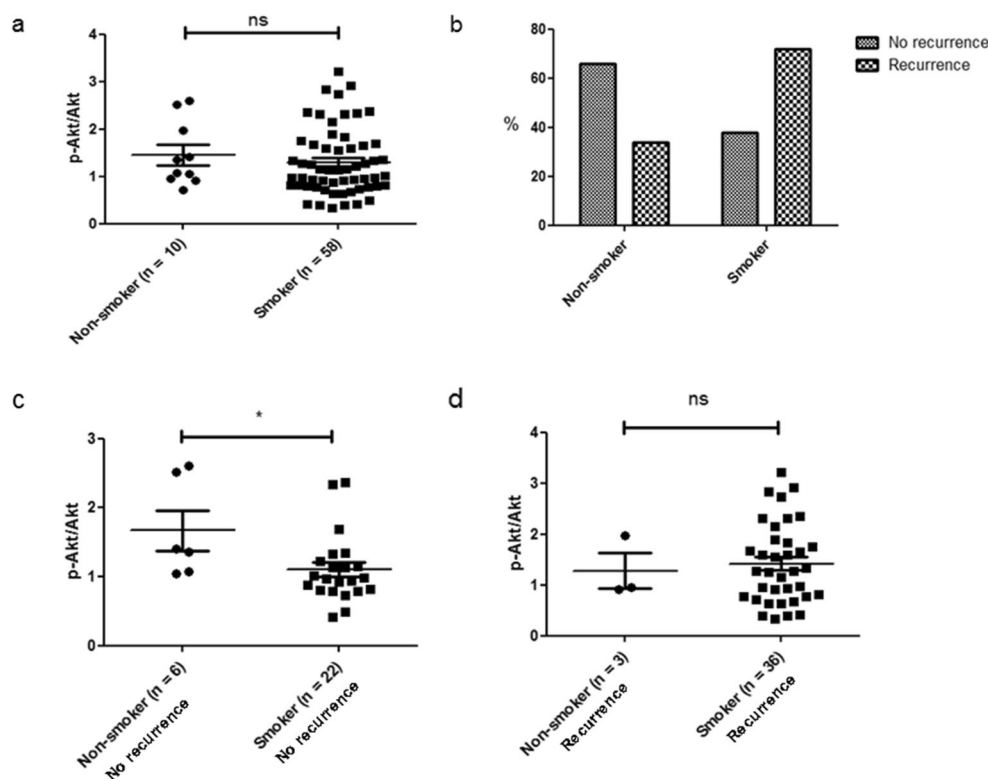 a
ns
p-Akt/Akt
4
3
2
1
0
Non-smoker (n = 10)
Smoker (n = 58)
b
%
80
60
40
20
0
Non-smoker
Smoker
No recurrence
Recurrence
c
*
p-Akt/Akt
3
2
1
0
Non-smoker (n = 6)
No recurrence
Smoker (n = 22)
No recurrence
d
ns
p-Akt/Akt
4
3
2
1
0
Non-smoker (n = 3)
Recurrence
Smoker (n = 36)
Recurrence